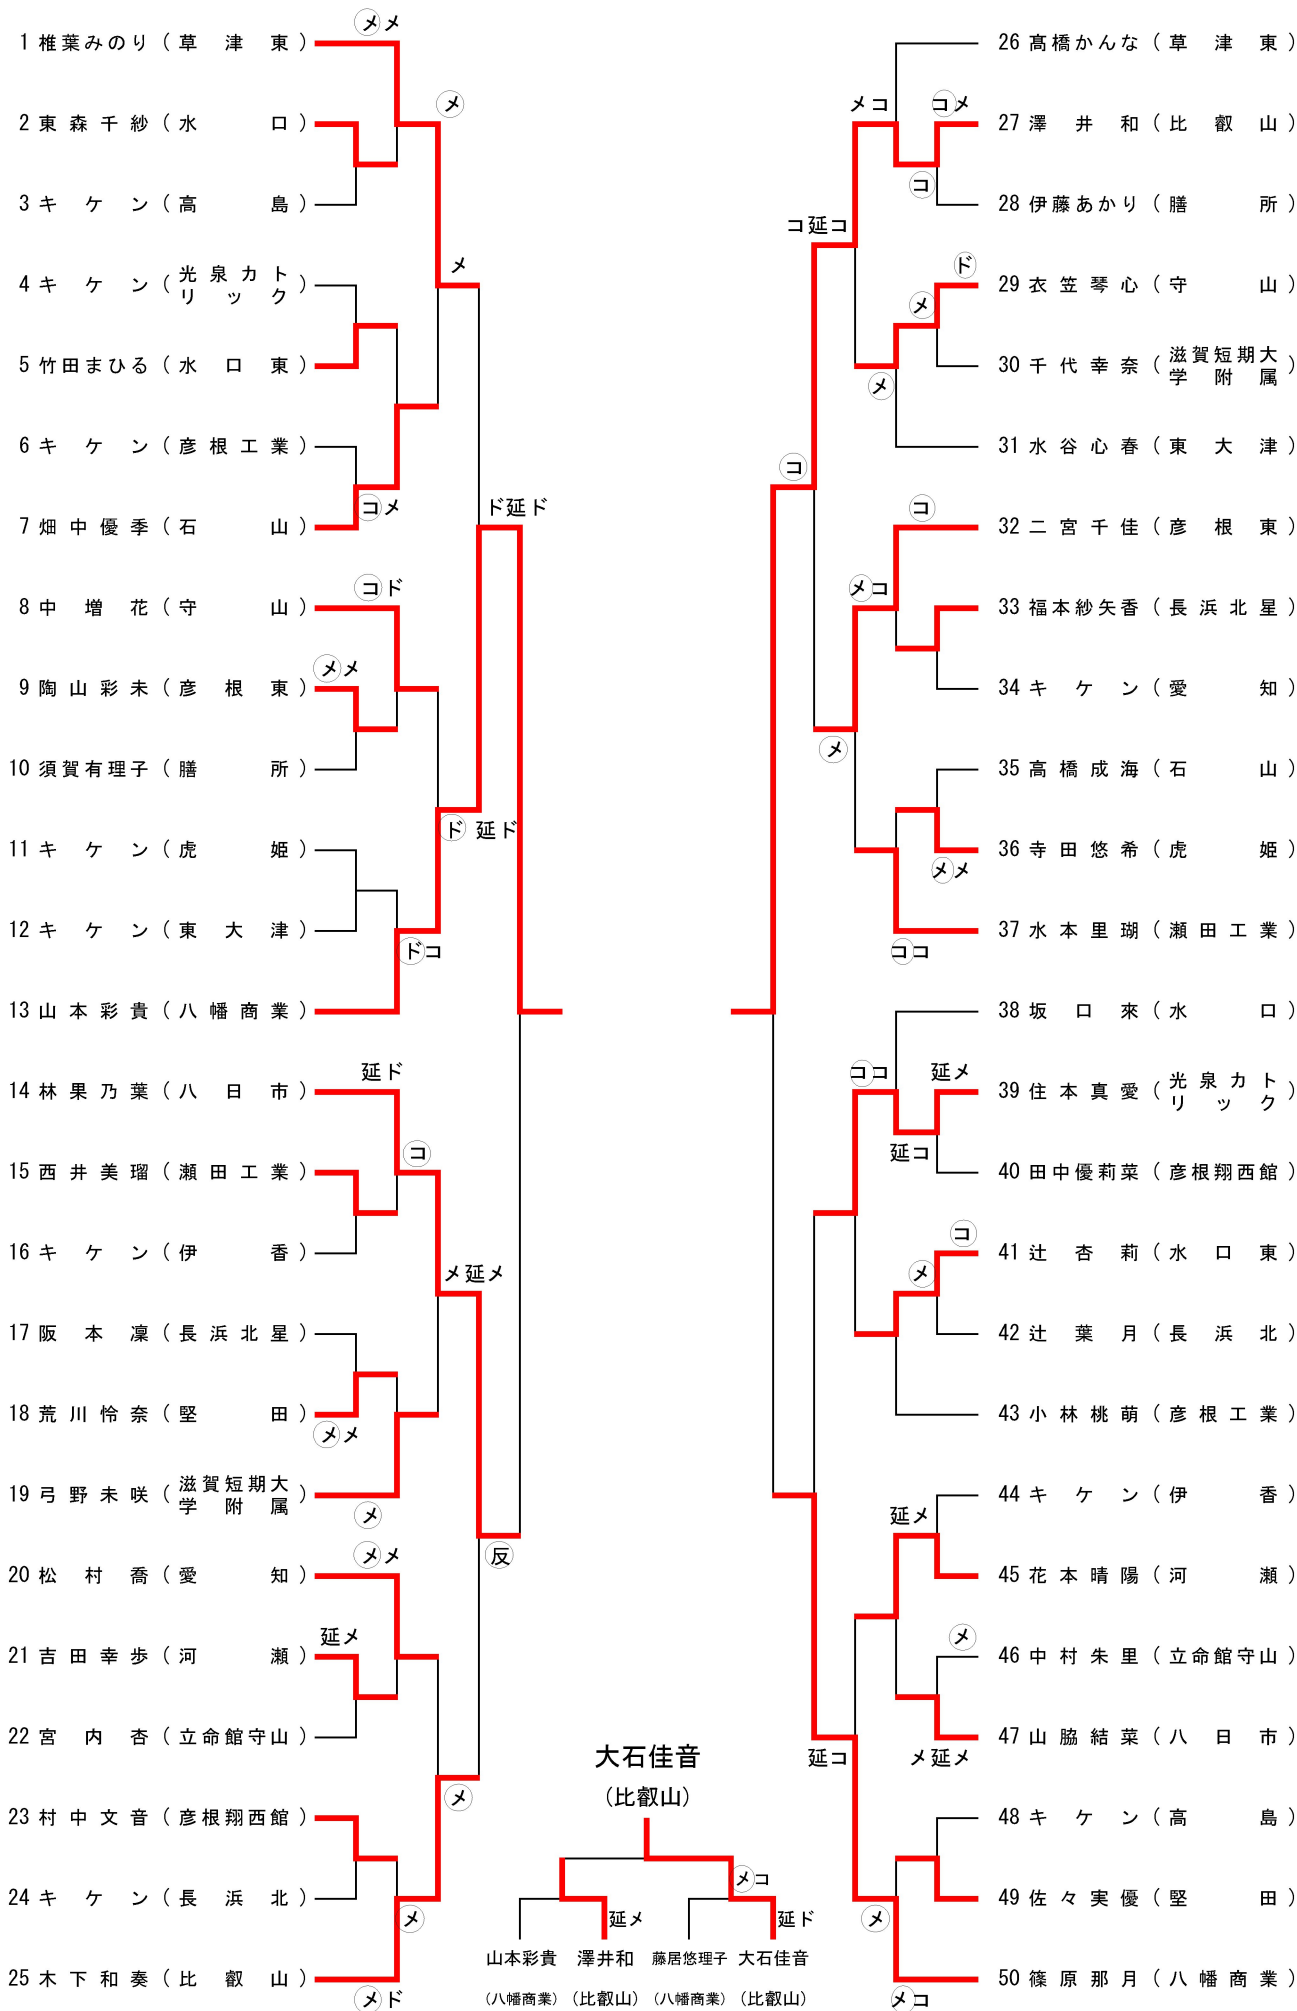 メメ
1 椎葉みのり（草津東）
メ
2 東森千紗（水口）
3 キケン（高島）
メ
4 キケン（光泉カトリック）
5 竹田まひる（水口東）
6 キケン（彦根工業）
コメ
7 畑中優季（石山）
ド延ド
コド
8 中増花（守山）
メメ
9 陶山彩未（彦根東）
10 須賀有理子（膳所）
ド 延ド
11 キケン（虎姫）
12 キケン（東大津）
ドコ
13 山本彩貴（八幡商業）
延ド
14 林果乃葉（八日市）
コ
15 西井美瑠（瀬田工業）
16 キケン（伊香）
メ延メ
17 阪本凜（長浜北星）
18 荒川怜奈（堅田）
メメ
19 弓野未咲（滋賀短期大学附属）
メ
反
メメ
20 松村喬（愛知）
延メ
21 吉田幸歩（河瀬）
22 宮内杏（立命館守山）
メ
23 村中文音（彦根翔西館）
24 キケン（長浜北）
メ
25 木下和奏（比叡山）
メド
26 髙橋かんな（草津東）
メコ
コメ
27 澤井和（比叡山）
コ
28 伊藤あかり（膳所）
コ延コ
ド
29 衣笠琴心（守山）
メ
30 千代幸奈（滋賀短期大学附属）
メ
31 水谷心春（東大津）
コ
コ
32 二宮千佳（彦根東）
メコ
33 福本紗矢香（長浜北星）
34 キケン（愛知）
メ
35 高橋成海（石山）
36 寺田悠希（虎姫）
メメ
37 水本里瑚（瀬田工業）
ココ
38 坂口來（水口）
ココ
延メ
39 住本真愛（光泉カトリック）
延コ
40 田中優莉菜（彦根翔西館）
コ
41 辻杏莉（水口東）
メ
42 辻葉月（長浜北）
43 小林桃萌（彦根工業）
44 キケン（伊香）
延メ
45 花本晴陽（河瀬）
メ
46 中村朱里（立命館守山）
47 山脇結菜（八日市）
延コ
メ延メ
48 キケン（高島）
49 佐々実優（堅田）
メ
50 篠原那月（八幡商業）
メコ
大石佳音
（比叡山）
メコ
延メ
延ド
山本彩貴 澤井和 藤居悠理子 大石佳音
（八幡商業）（比叡山）（八幡商業）（比叡山）